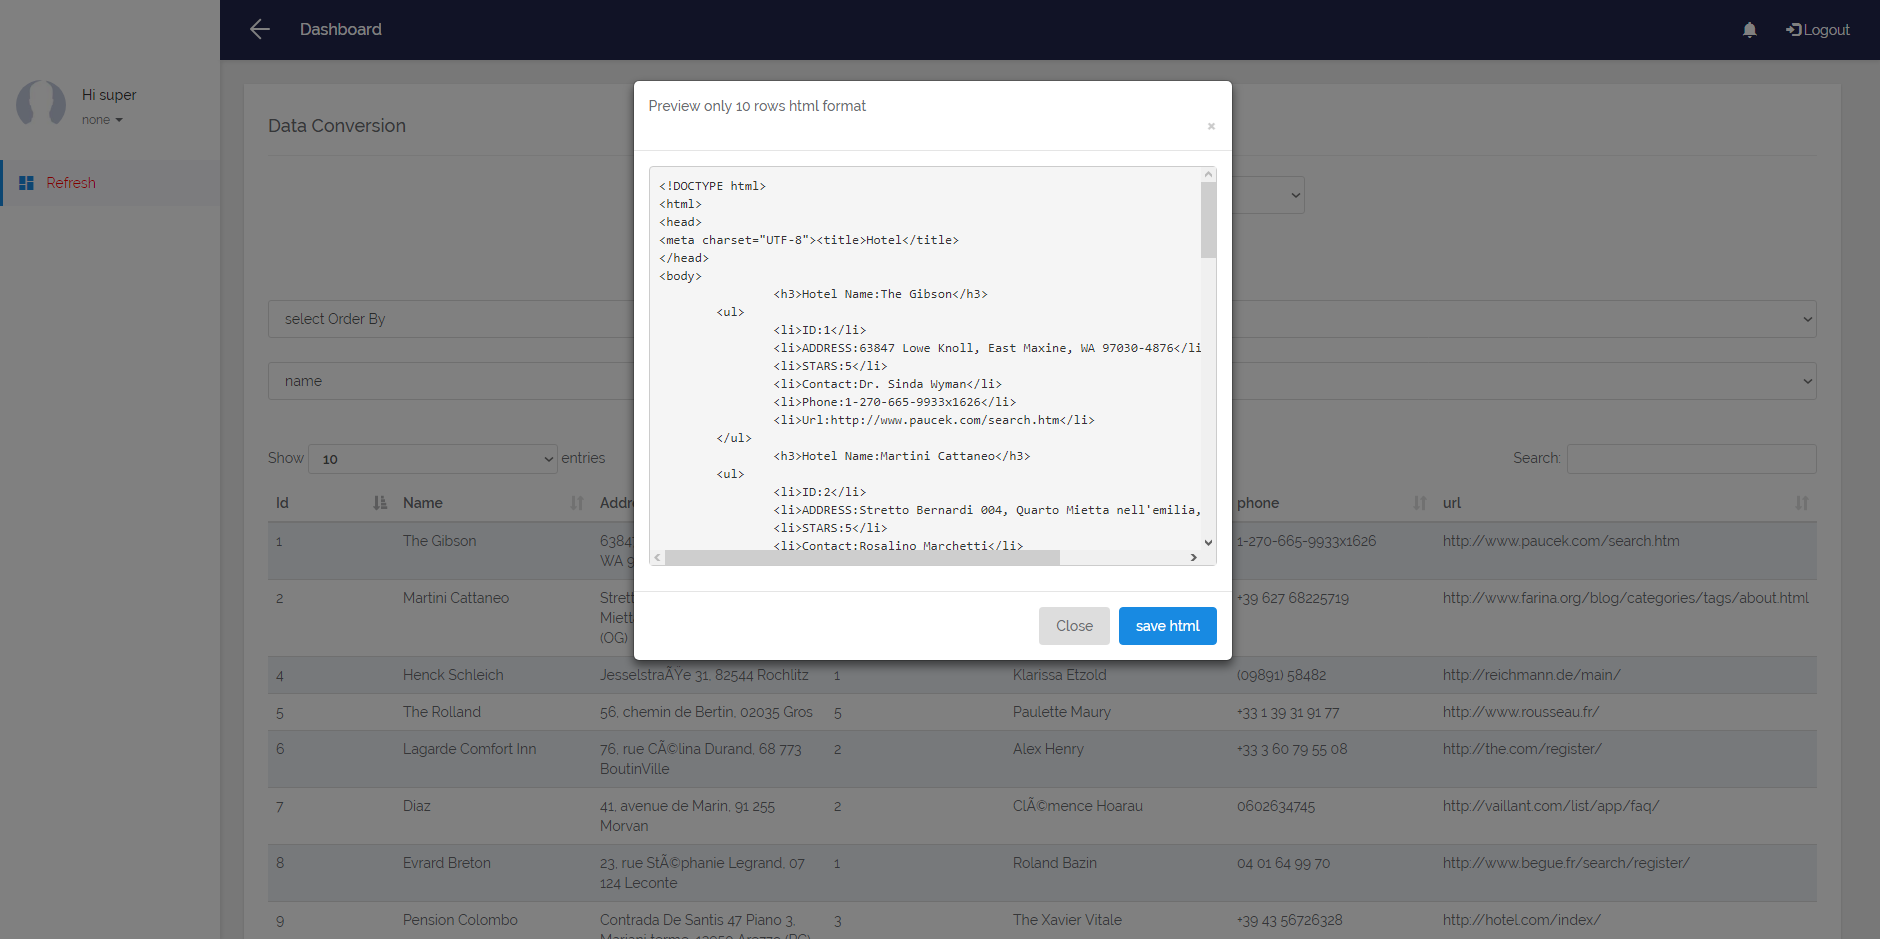 Dashboard
Logout
Hi super
none
Refresh
Data Conversion
Preview only 10 rows html format
×
<!DOCTYPE html>
<html>
<head>
<meta charset="UTF-8"><title>Hotel</title>
</head>
<body>
<h3>Hotel Name:The Gibson</h3>
<ul>
<li>ID:1</li>
<li>ADDRESS:63847 Lowe Knoll, East Maxine, WA 97030-4876</li
<li>STARS:5</li>
<li>Contact:Dr. Sinda Wyman</li>
<li>Phone:1-270-665-9933x1626</li>
<li>Url:http://www.paucek.com/search.htm</li>
</ul>
<h3>Hotel Name:Martini Cattaneo</h3>
<ul>
<li>ID:2</li>
<li>ADDRESS:Stretto Bernardi 004, Quarto Mietta nell'emilia,
<li>STARS:5</li>
<li>Contact:Rosalino Marchetti</li>
Close
save html
select Order By
name
Show 10 entries
Search:
Id Name Addr phone url
1 The Gibson 6384 1-270-665-9933x1626 http://www.paucek.com/search.htm
WA 9
2 Martini Cattaneo Strett +39 627 68225719 http://www.farina.org/blog/categories/tags/about.html
Miett
(OG)
4 Henck Schleich JesselstraÃŸe 31, 82544 Rochlitz 1 Klarissa Etzold (09891) 58482 http://reichmann.de/main/
5 The Rolland 56, chemin de Bertin, 02035 Gros 5 Paulette Maury +33 1 39 31 91 77 http://www.rousseau.fr/
6 Lagarde Comfort Inn 76, rue CÃ©lina Durand, 68 773 2 Alex Henry +33 3 60 79 55 08 http://the.com/register/
BoutinVille
7 Diaz 41, avenue de Marin, 91 255 2 ClÃ©mence Hoarau 0602634745 http://vaillant.com/list/app/faq/
Morvan
8 Evrard Breton 23, rue StÃ©phanie Legrand, 07 1 Roland Bazin 04 01 64 99 70 http://www.begue.fr/search/register/
124 Leconte
9 Pension Colombo Contrada De Santis 47 Piano 3, 3 The Xavier Vitale +39 43 56726328 http://hotel.com/index/